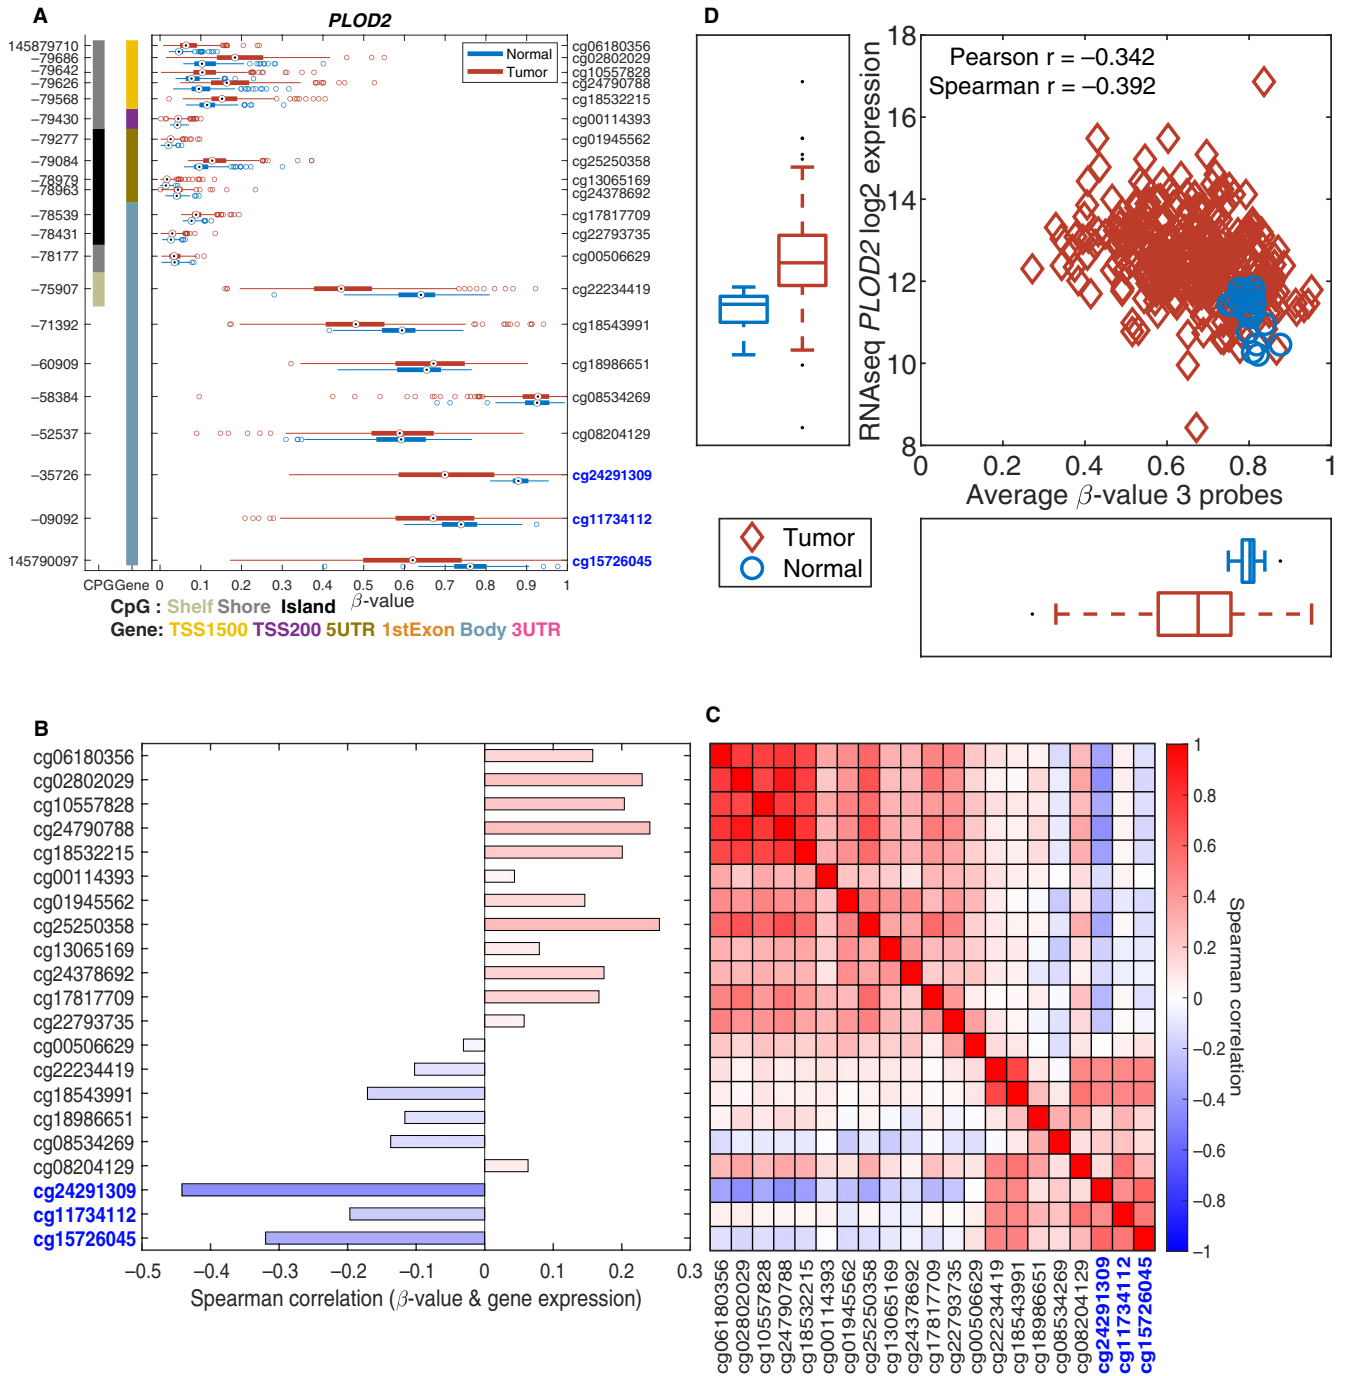 A
PLOD2
145879710
−79686
−79642
−79626
−79568
−79430
−79277
−79084
−78979
−78963
−78539
−78431
−78177
−75907
−71392
−60909
−58384
−52537
−35726
−09092
145790097
Normal
Tumor
cg06180356
cg02802029
cg10557828
cg24790788
cg18532215
cg00114393
cg01945562
cg25250358
cg13065169
cg24378692
cg17817709
cg22793735
cg00506629
cg22234419
cg18543991
cg18986651
cg08534269
cg08204129
cg24291309
cg11734112
cg15726045
CPG Gene 0 0.1 0.2 0.3 0.4 0.5 0.6 0.7 0.8 0.9 1
β-value
CpG : Shelf Shore Island
Gene: TSS1500 TSS200 5UTR 1stExon Body 3UTR
D
Pearson r = −0.342
Spearman r = −0.392
RNAseq PLOD2 log2 expression
18
16
14
12
10
8
0 0.2 0.4 0.6 0.8 1
Average β-value 3 probes
Tumor
Normal
B
cg06180356
cg02802029
cg10557828
cg24790788
cg18532215
cg00114393
cg01945562
cg25250358
cg13065169
cg24378692
cg17817709
cg22793735
cg00506629
cg22234419
cg18543991
cg18986651
cg08534269
cg08204129
cg24291309
cg11734112
cg15726045
−0.5 −0.4 −0.3 −0.2 −0.1 0 0.1 0.2 0.3
Spearman correlation (β-value & gene expression)
C
1
0.8
0.6
0.4
0.2
0
−0.2
−0.4
−0.6
−0.8
−1
Spearman correlation
cg06180356
cg02802029
cg10557828
cg24790788
cg18532215
cg00114393
cg01945562
cg25250358
cg13065169
cg24378692
cg17817709
cg22793735
cg00506629
cg22234419
cg18543991
cg18986651
cg08534269
cg08204129
cg24291309
cg11734112
cg15726045